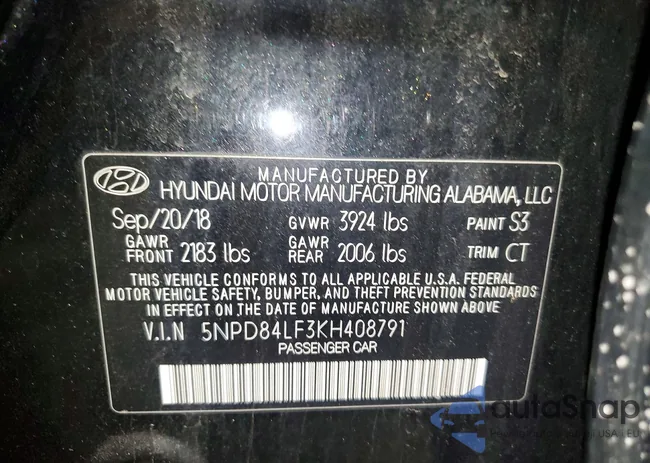 MANUFACTURED BY
HYUNDAI MOTOR MANUFACTURING ALABAMA, LLC
Sep/20/18 GVWR 3924 lbs PAINT S3
GAWR FRONT 2183 lbs GAWR REAR 2006 lbs TRIM CT
THIS VEHICLE CONFORMS TO ALL APPLICABLE U.S.A. FEDERAL
MOTOR VEHICLE SAFETY, BUMPER, AND THEFT PREVENTION STANDARDS
IN EFFECT ON THE DATE OF MANUFACTURE SHOWN ABOVE
V.I.N 5NPD84LF3KH408791
PASSENGER CAR
autoSnap